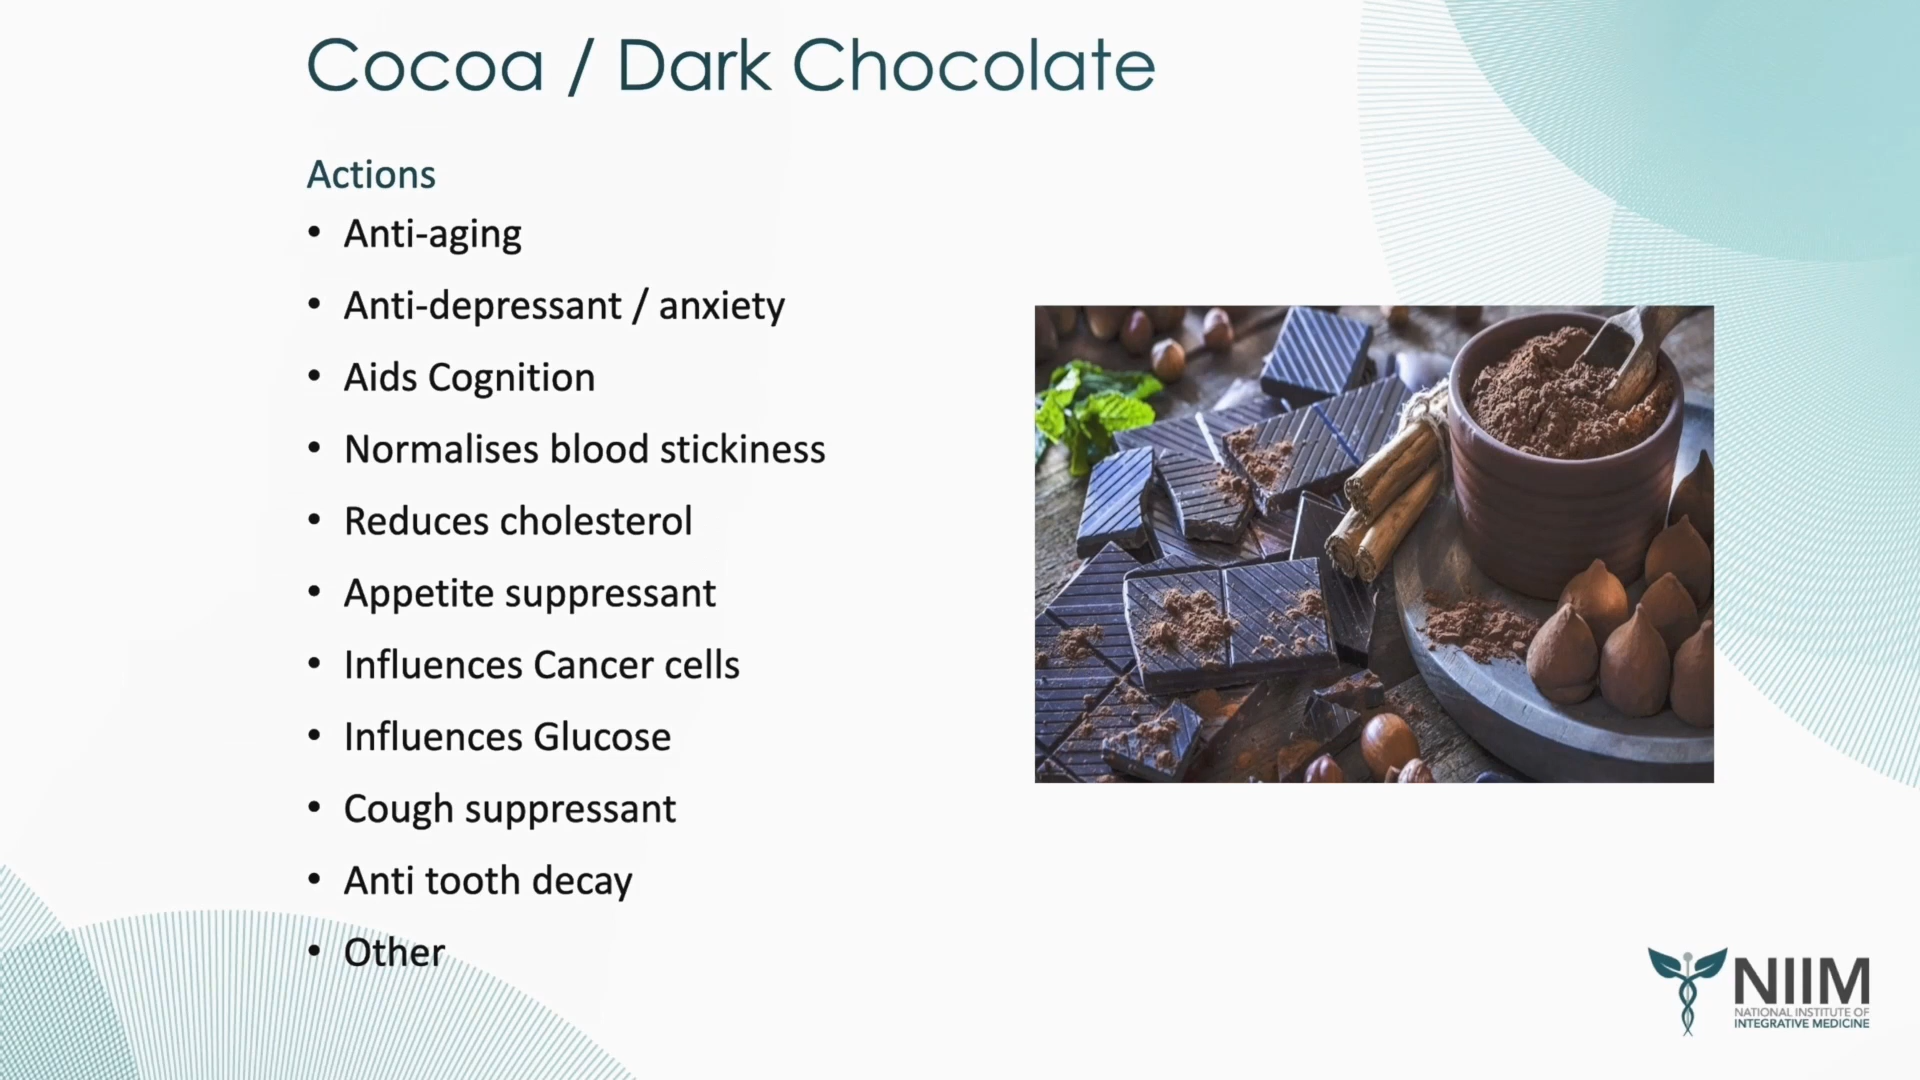 Cocoa / Dark Chocolate
Actions
• Anti-aging
• Anti-depressant / anxiety
• Aids Cognition
• Normalises blood stickiness
• Reduces cholesterol
• Appetite suppressant
• Influences Cancer cells
• Influences Glucose
• Cough suppressant
• Anti tooth decay
• Other
NIIM
NATIONAL INSTITUTE OF
INTEGRATIVE MEDICINE